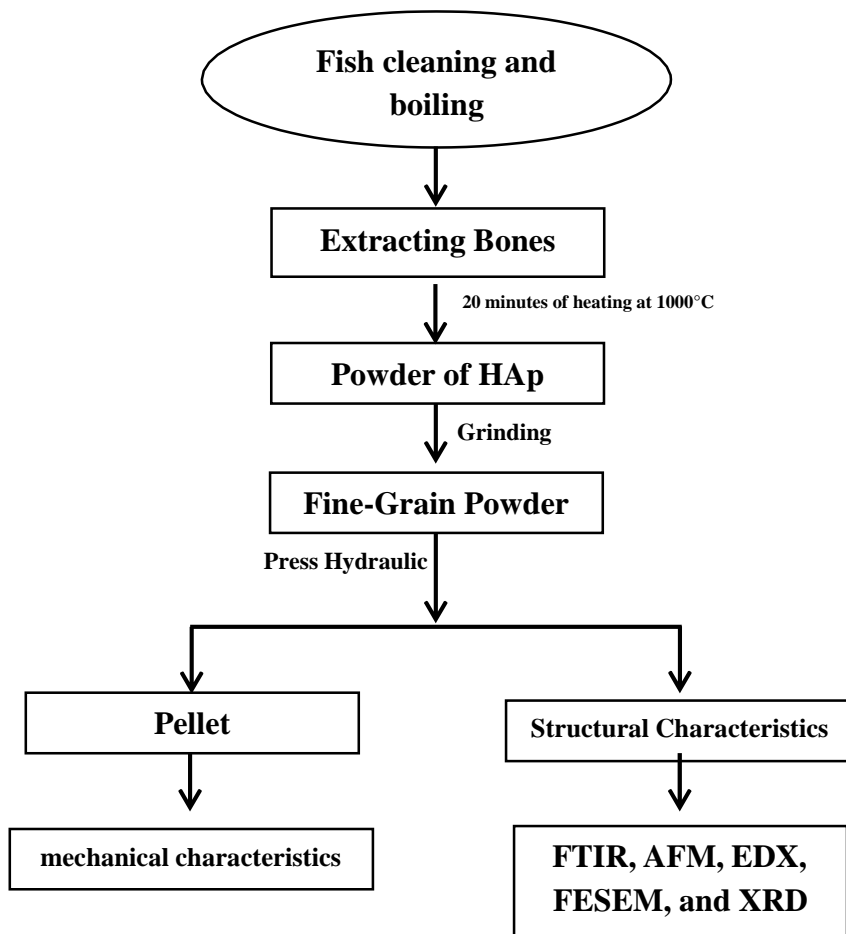 Fish cleaning and
boiling
Extracting Bones
20 minutes of heating at 1000°C
Powder of HAp
Grinding
Fine-Grain Powder
Press Hydraulic
Pellet
Structural Characteristics
mechanical characteristics
FTIR, AFM, EDX,
FESEM, and XRD